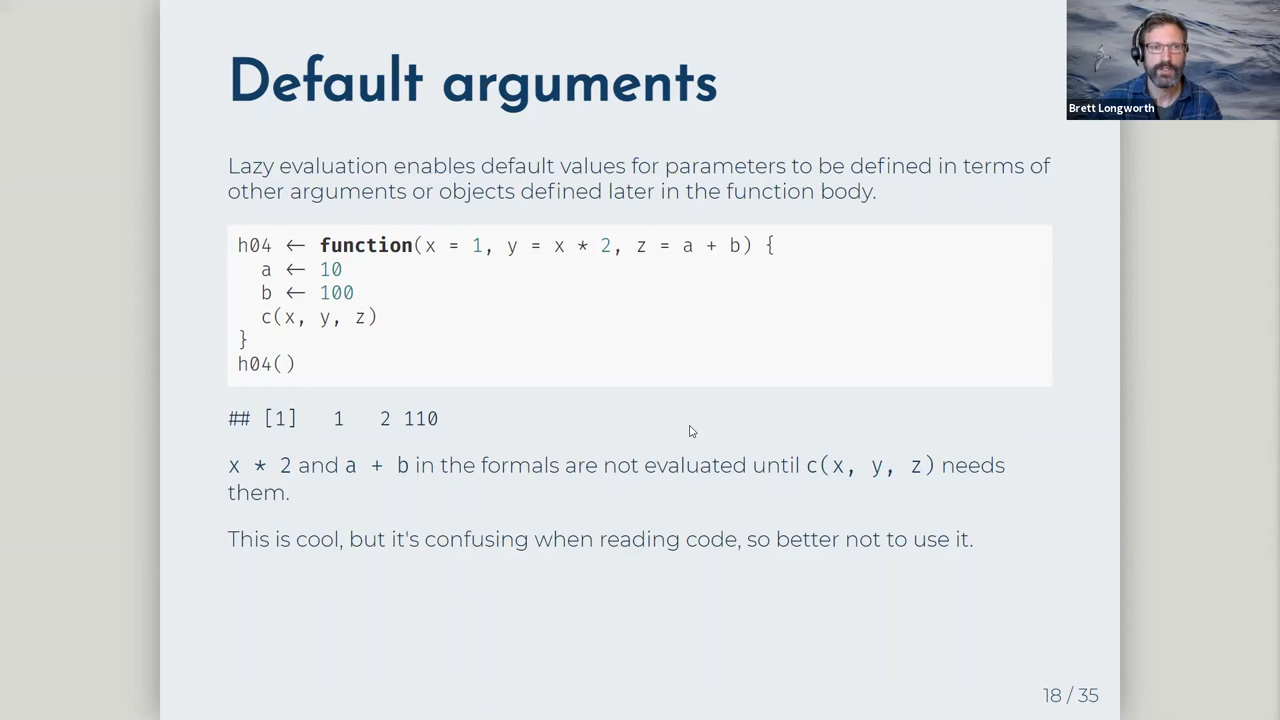 Default arguments
Brett Longworth
Lazy evaluation enables default values for parameters to be defined in terms of
other arguments or objects defined later in the function body.
h04 ← function(x = 1, y = x * 2, z = a + b) {
  a ← 10
  b ← 100
  c(x, y, z)
}
h04()
## [1]   1   2 110
x * 2 and a + b in the formals are not evaluated until c(x, y, z) needs
them.
This is cool, but it's confusing when reading code, so better not to use it.
18 / 35